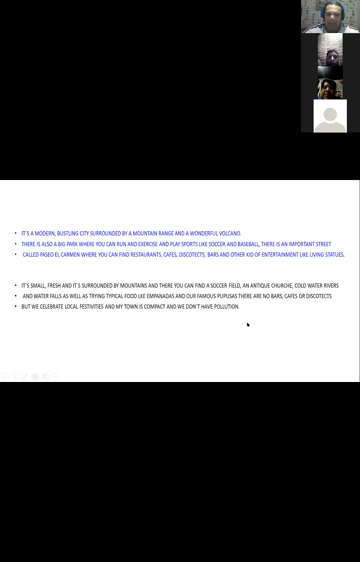 • IT´S A MODERN, BUSTLING CITY SURROUNDED BY A MOUNTAIN RANGE AND A WONDERFUL VOLCANO.
• THERE IS ALSO A BIG PARK WHERE YOU CAN RUN AND EXERCISE AND PLAY SPORTS LIKE SOCCER AND BASEBALL, THERE IS AN IMPORTANT STREET
• CALLED PASEO EL CARMEN WHERE YOU CAN FIND RESTAURANTS, CAFES, DISCOTECTS, BARS AND OTHER KID OF ENTERTAIMENT LIKE LIVING STATUES.
• IT´S SMALL, FRESH AND IT´S SURROUNDED BY MOUNTAINS AND THERE YOU CAN FIND A SOCCER FIELD, AN ANTIQUE CHURCHE, COLD WATER RIVERS
• AND WATER FALLS AS WELL AS TRYING TYPICAL FOOD LKE EMPANADAS AND OUR FAMOUS PUPUSAS THERE ARE NO BARS, CAFES OR DISCOTECTS
• BUT WE CELEBRATE LOCAL FESTIVITIES AND MY TOWN IS COMPACT AND WE DON´T HAVE POLLUTION.